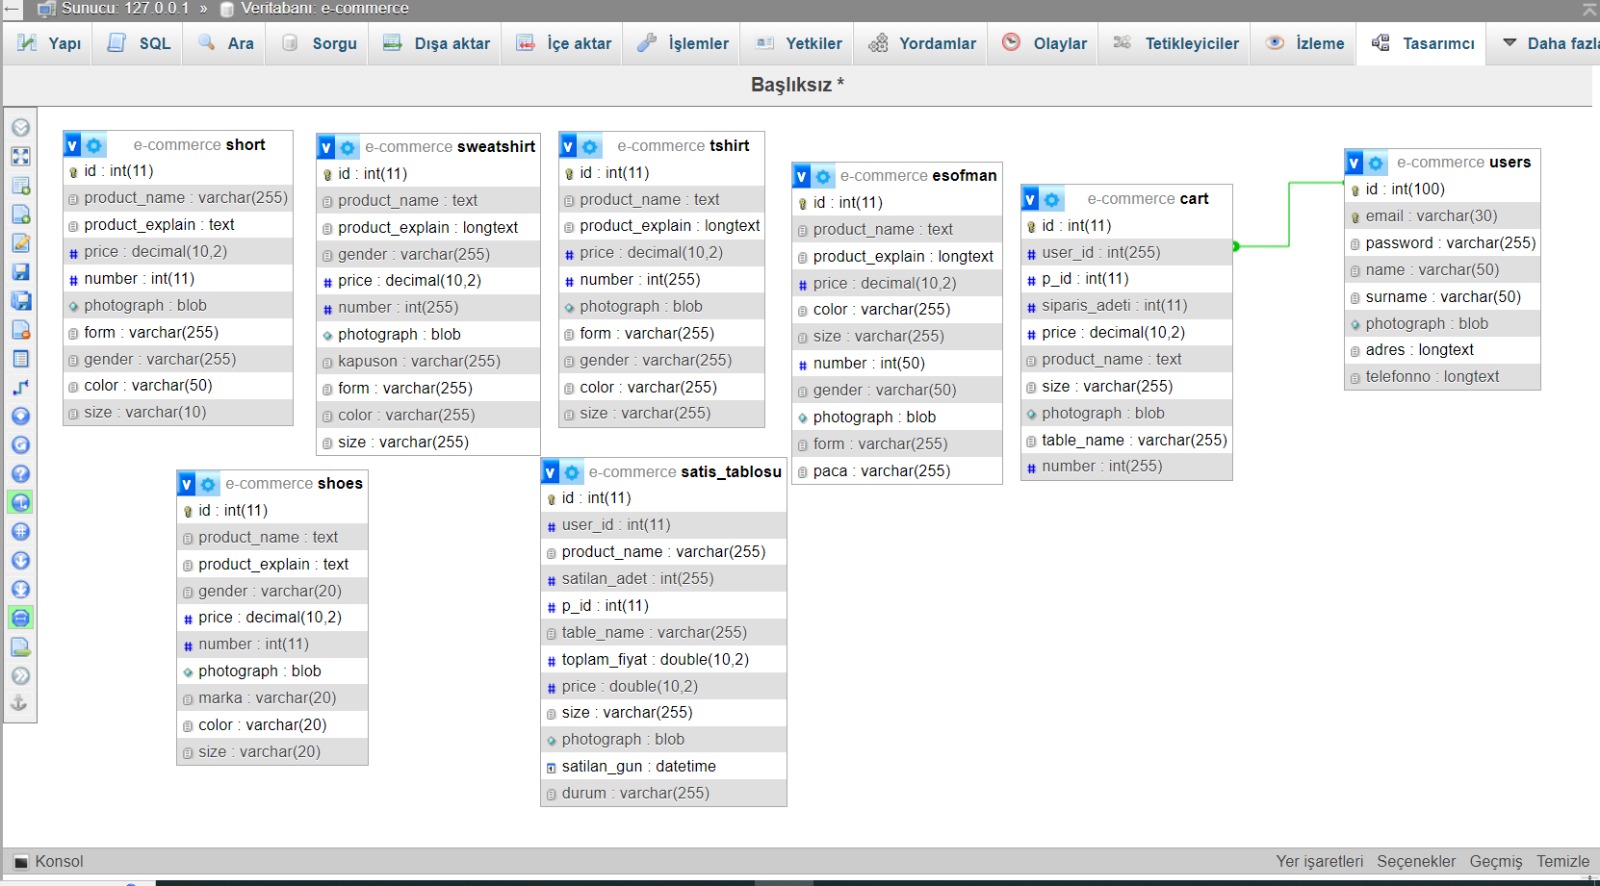 Sunucu: 127.0.0.1 » Veritabanı: e-commerce
Yapı SQL Ara Sorgu Dışa aktar İçe aktar İşlemler Yetkiler Yordamlar Olaylar Tetikleyiciler İzleme Tasarımcı Daha fazla
Başlıksız *
v e-commerce short
id : int(11)
product_name : varchar(255)
product_explain : text
# price : decimal(10,2)
# number : int(11)
photograph : blob
form : varchar(255)
gender : varchar(255)
color : varchar(50)
size : varchar(10)
v e-commerce sweatshirt
id : int(11)
product_name : text
product_explain : longtext
gender : varchar(255)
# price : decimal(10,2)
# number : int(255)
photograph : blob
kapuson : varchar(255)
form : varchar(255)
color : varchar(255)
size : varchar(255)
v e-commerce tshirt
id : int(11)
product_name : text
product_explain : longtext
# price : decimal(10,2)
# number : int(255)
photograph : blob
form : varchar(255)
gender : varchar(255)
color : varchar(255)
size : varchar(255)
v e-commerce esofman
id : int(11)
product_name : text
product_explain : longtext
# price : decimal(10,2)
color : varchar(255)
size : varchar(255)
# number : int(50)
gender : varchar(50)
photograph : blob
form : varchar(255)
paca : varchar(255)
v e-commerce cart
id : int(11)
# user_id : int(255)
# p_id : int(11)
# siparis_adeti : int(11)
# price : decimal(10,2)
product_name : text
size : varchar(255)
photograph : blob
table_name : varchar(255)
# number : int(255)
v e-commerce users
id : int(100)
email : varchar(30)
password : varchar(255)
name : varchar(50)
surname : varchar(50)
photograph : blob
adres : longtext
telefonno : longtext
v e-commerce shoes
id : int(11)
product_name : text
product_explain : text
gender : varchar(20)
# price : decimal(10,2)
# number : int(11)
photograph : blob
marka : varchar(20)
color : varchar(20)
size : varchar(20)
v e-commerce satis_tablosu
id : int(11)
# user_id : int(11)
product_name : varchar(255)
# satilan_adet : int(255)
# p_id : int(11)
table_name : varchar(255)
# toplam_fiyat : double(10,2)
# price : double(10,2)
size : varchar(255)
photograph : blob
satilan_gun : datetime
durum : varchar(255)
Konsol Yer işaretleri Seçenekler Geçmiş Temizle